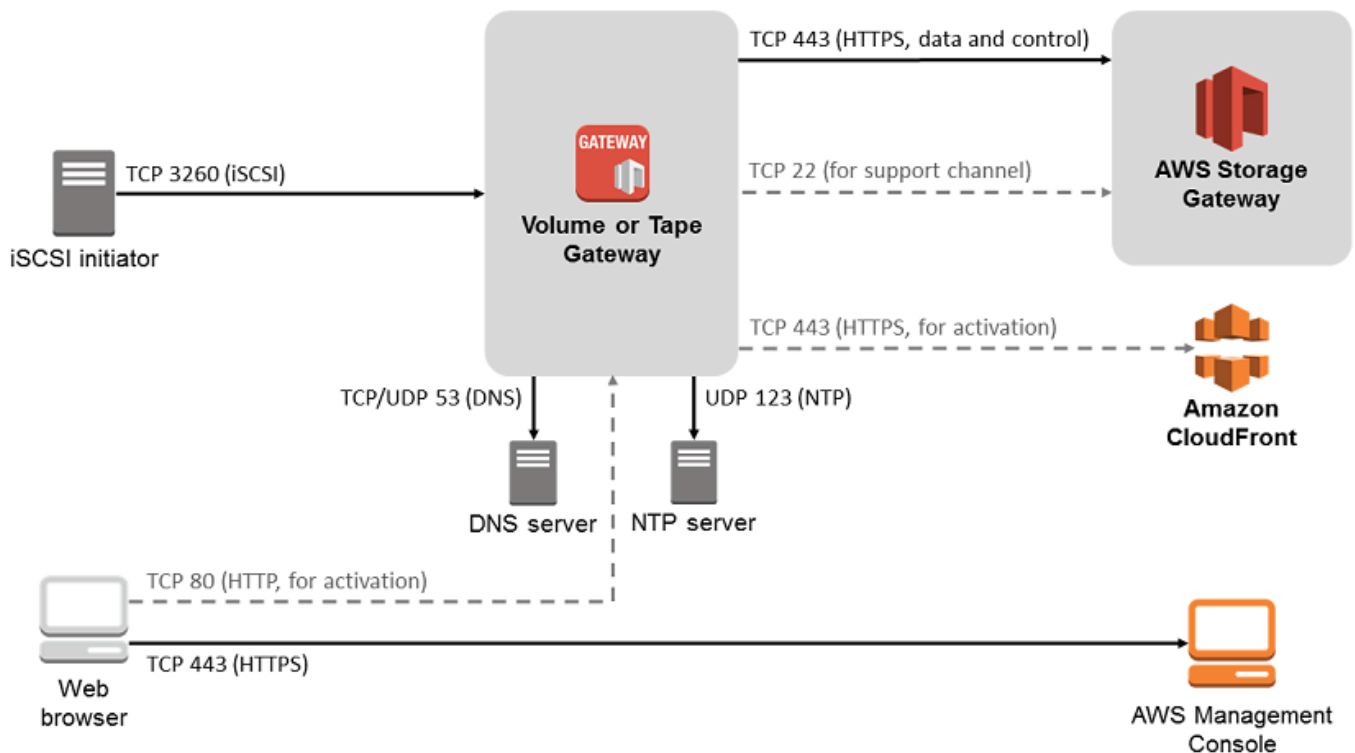 TCP 443 (HTTPS, data and control)
GATEWAY
TCP 3260 (iSCSI)
TCP 22 (for support channel)
AWS Storage
Gateway
Volume or Tape
Gateway
iSCSI initiator
TCP 443 (HTTPS, for activation)
TCP/UDP 53 (DNS)
UDP 123 (NTP)
Amazon
CloudFront
DNS server
NTP server
TCP 80 (HTTP, for activation)
TCP 443 (HTTPS)
Web
browser
AWS Management
Console